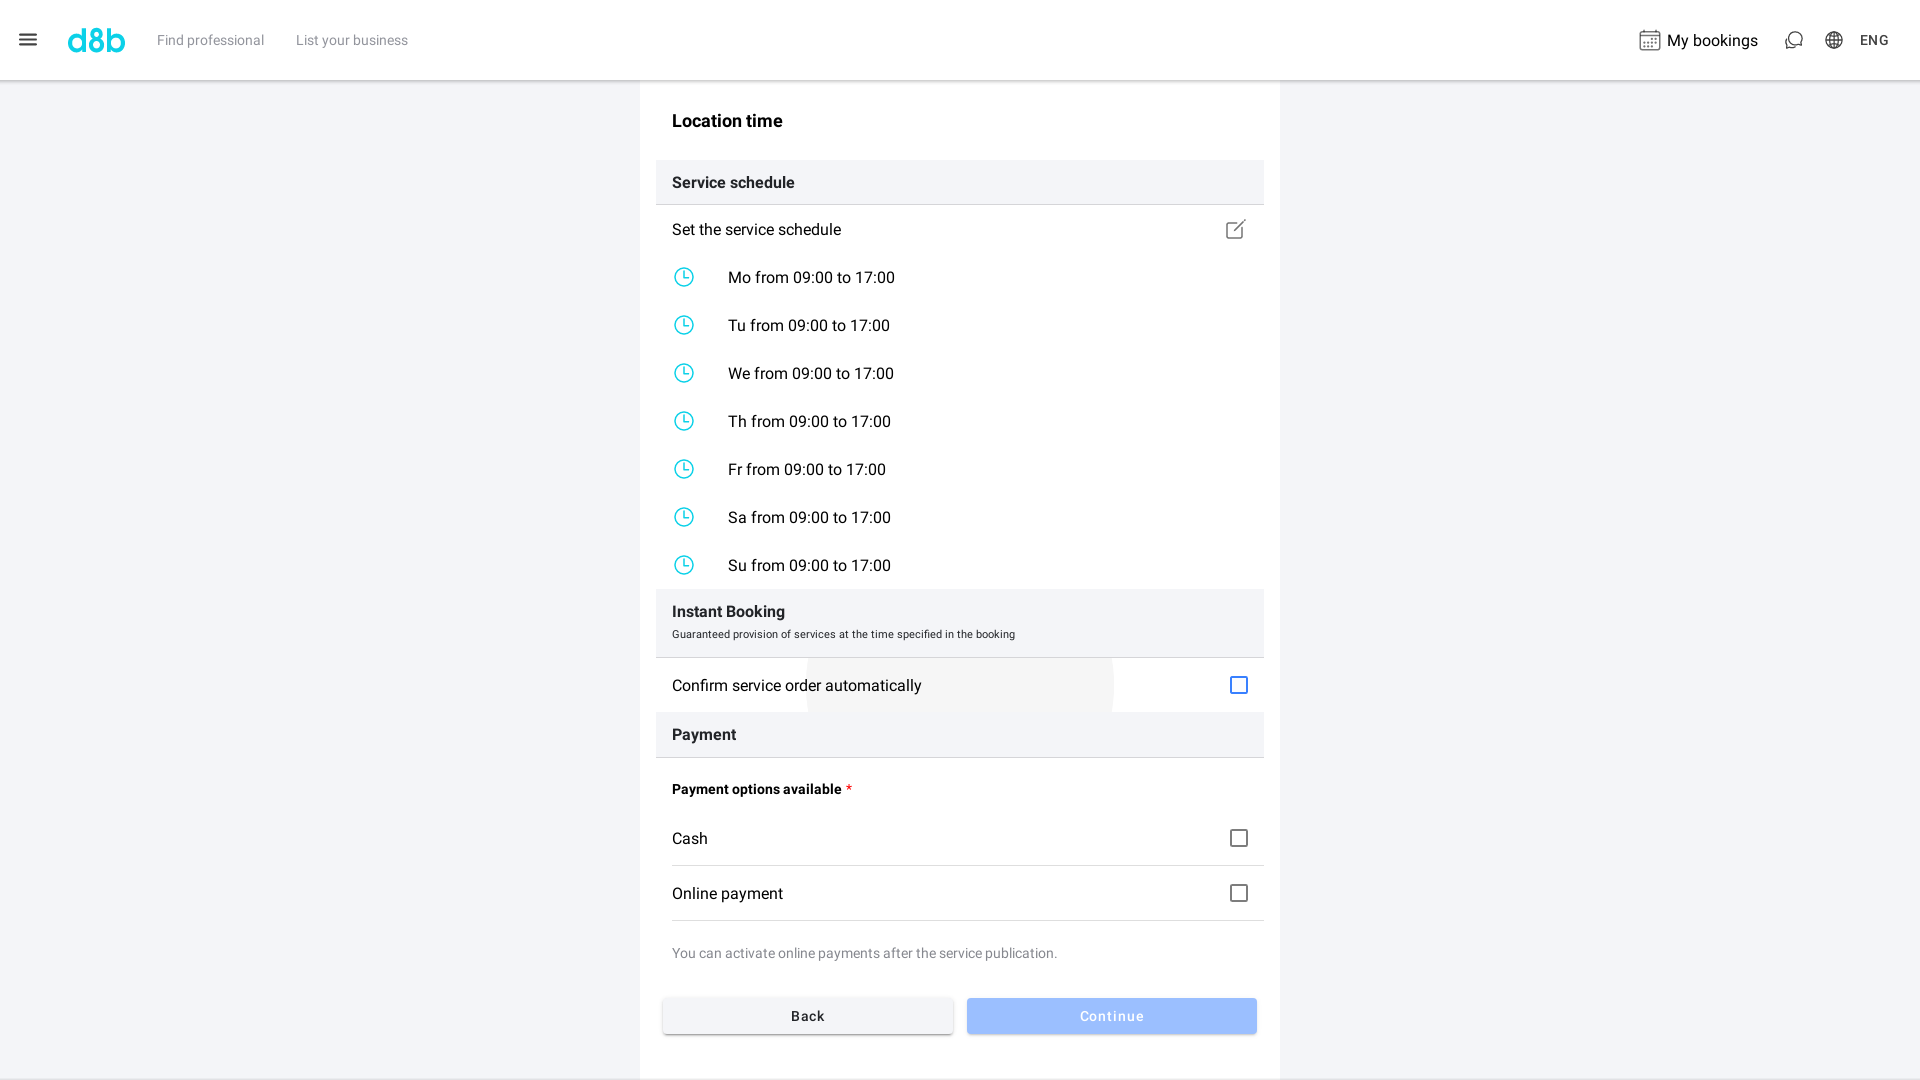 d8b
Find professional
List your business
My bookings
ENG
Location time
Service schedule
Set the service schedule
Mo from 09:00 to 17:00
Tu from 09:00 to 17:00
We from 09:00 to 17:00
Th from 09:00 to 17:00
Fr from 09:00 to 17:00
Sa from 09:00 to 17:00
Su from 09:00 to 17:00
Instant Booking
Guaranteed provision of services at the time specified in the booking
Confirm service order automatically
Payment
Payment options available *
Cash
Online payment
You can activate online payments after the service publication.
Back
Continue